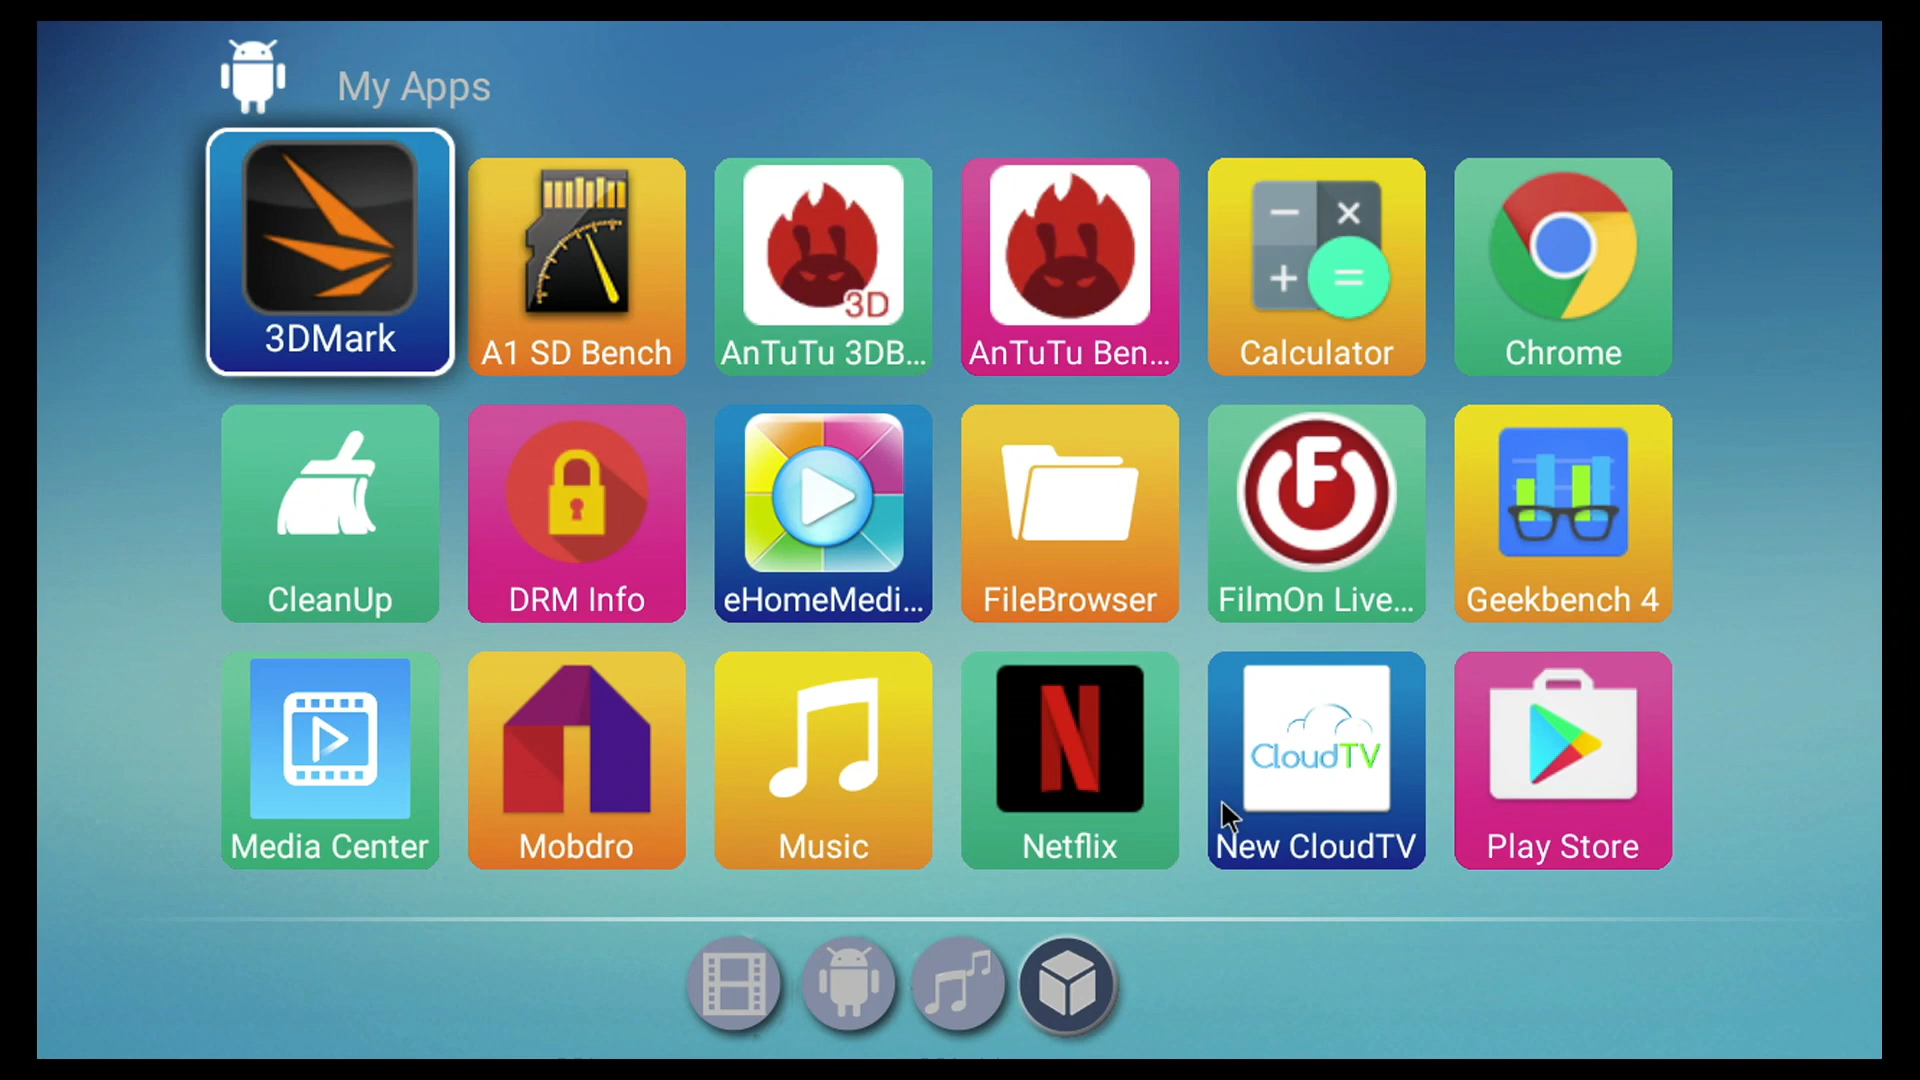 My Apps
3DMark
A1 SD Bench
3D
AnTuTu 3DB...
AnTuTu Ben...
Calculator
Chrome
CleanUp
DRM Info
eHomeMedi...
FileBrowser
F
FilmOn Live...
Geekbench 4
Media Center
Mobdro
Music
N
Netflix
CloudTV
New CloudTV
Play Store